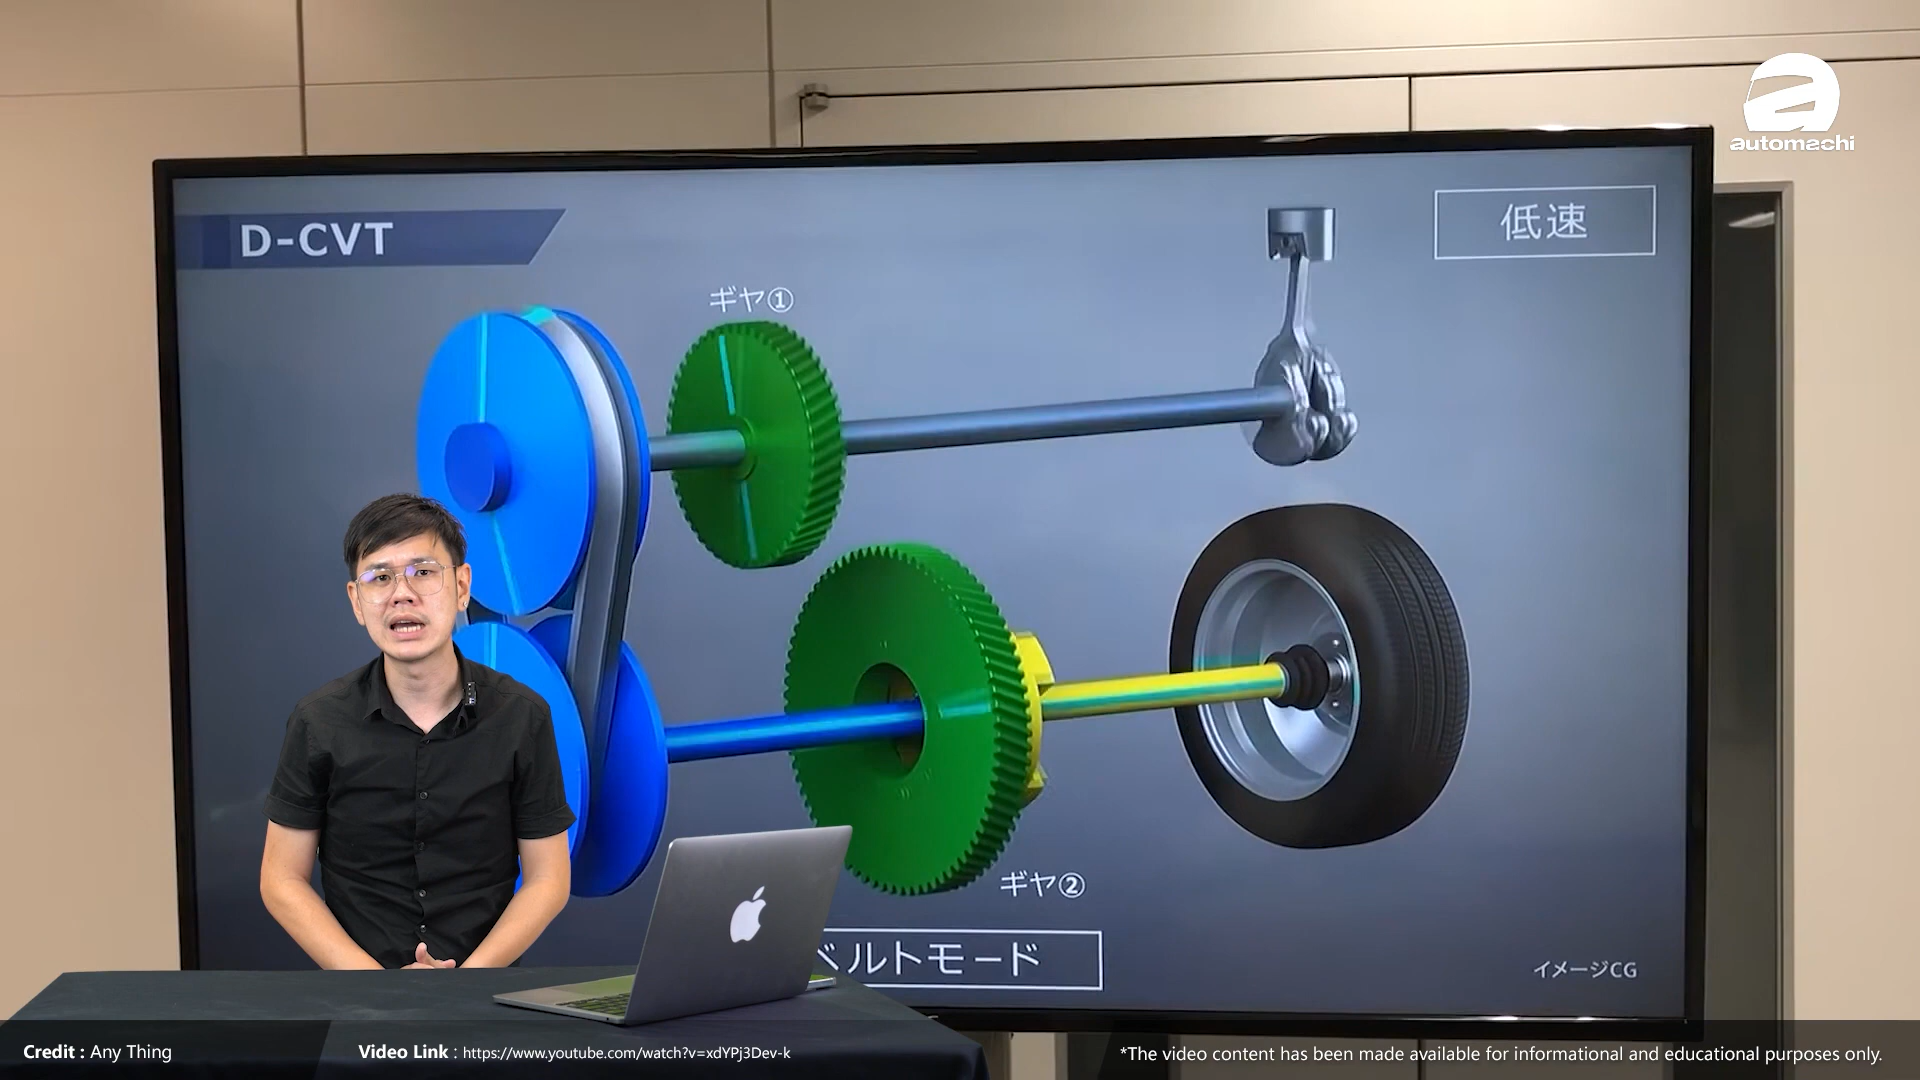 automachi
D-CVT
低速
ギヤ①
ギヤ②
ベルトモード
イメージCG
Credit : Any Thing
Video Link : https://www.youtube.com/watch?v=xdYPj3Dev-k
*The video content has been made available for informational and educational purposes only.